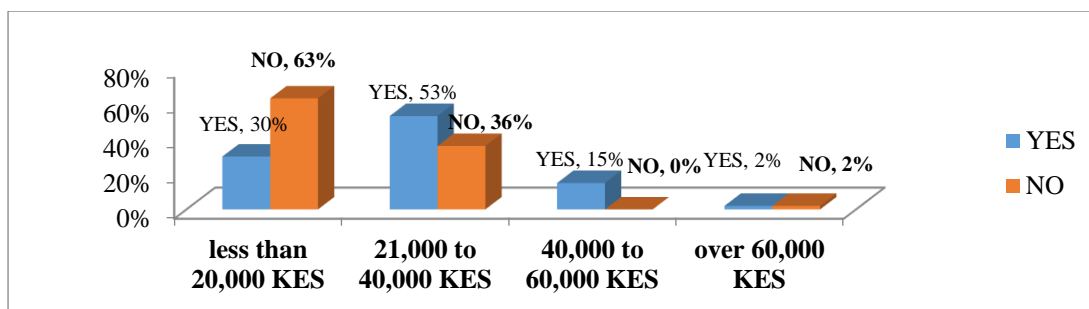 NO, 63%
YES, 53%
YES, 30%
NO, 36%
YES, 15%
NO, 0%
YES, 2%
NO, 2%
80%
60%
40%
20%
0%
less than
20,000 KES
21,000 to
40,000 KES
40,000 to
60,000 KES
over 60,000
KES
YES
NO